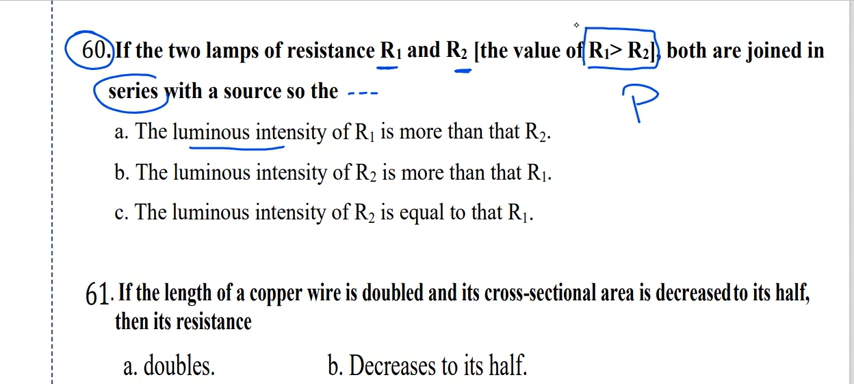 60. If the two lamps of resistance R₁ and R₂ [the value of R₁> R₂], both are joined in
series with a source so the ---
P
a. The luminous intensity of R₁ is more than that R₂.
b. The luminous intensity of R₂ is more than that R₁.
c. The luminous intensity of R₂ is equal to that R₁.
61. If the length of a copper wire is doubled and its cross-sectional area is decreased to its half,
then its resistance
a. doubles. b. Decreases to its half.